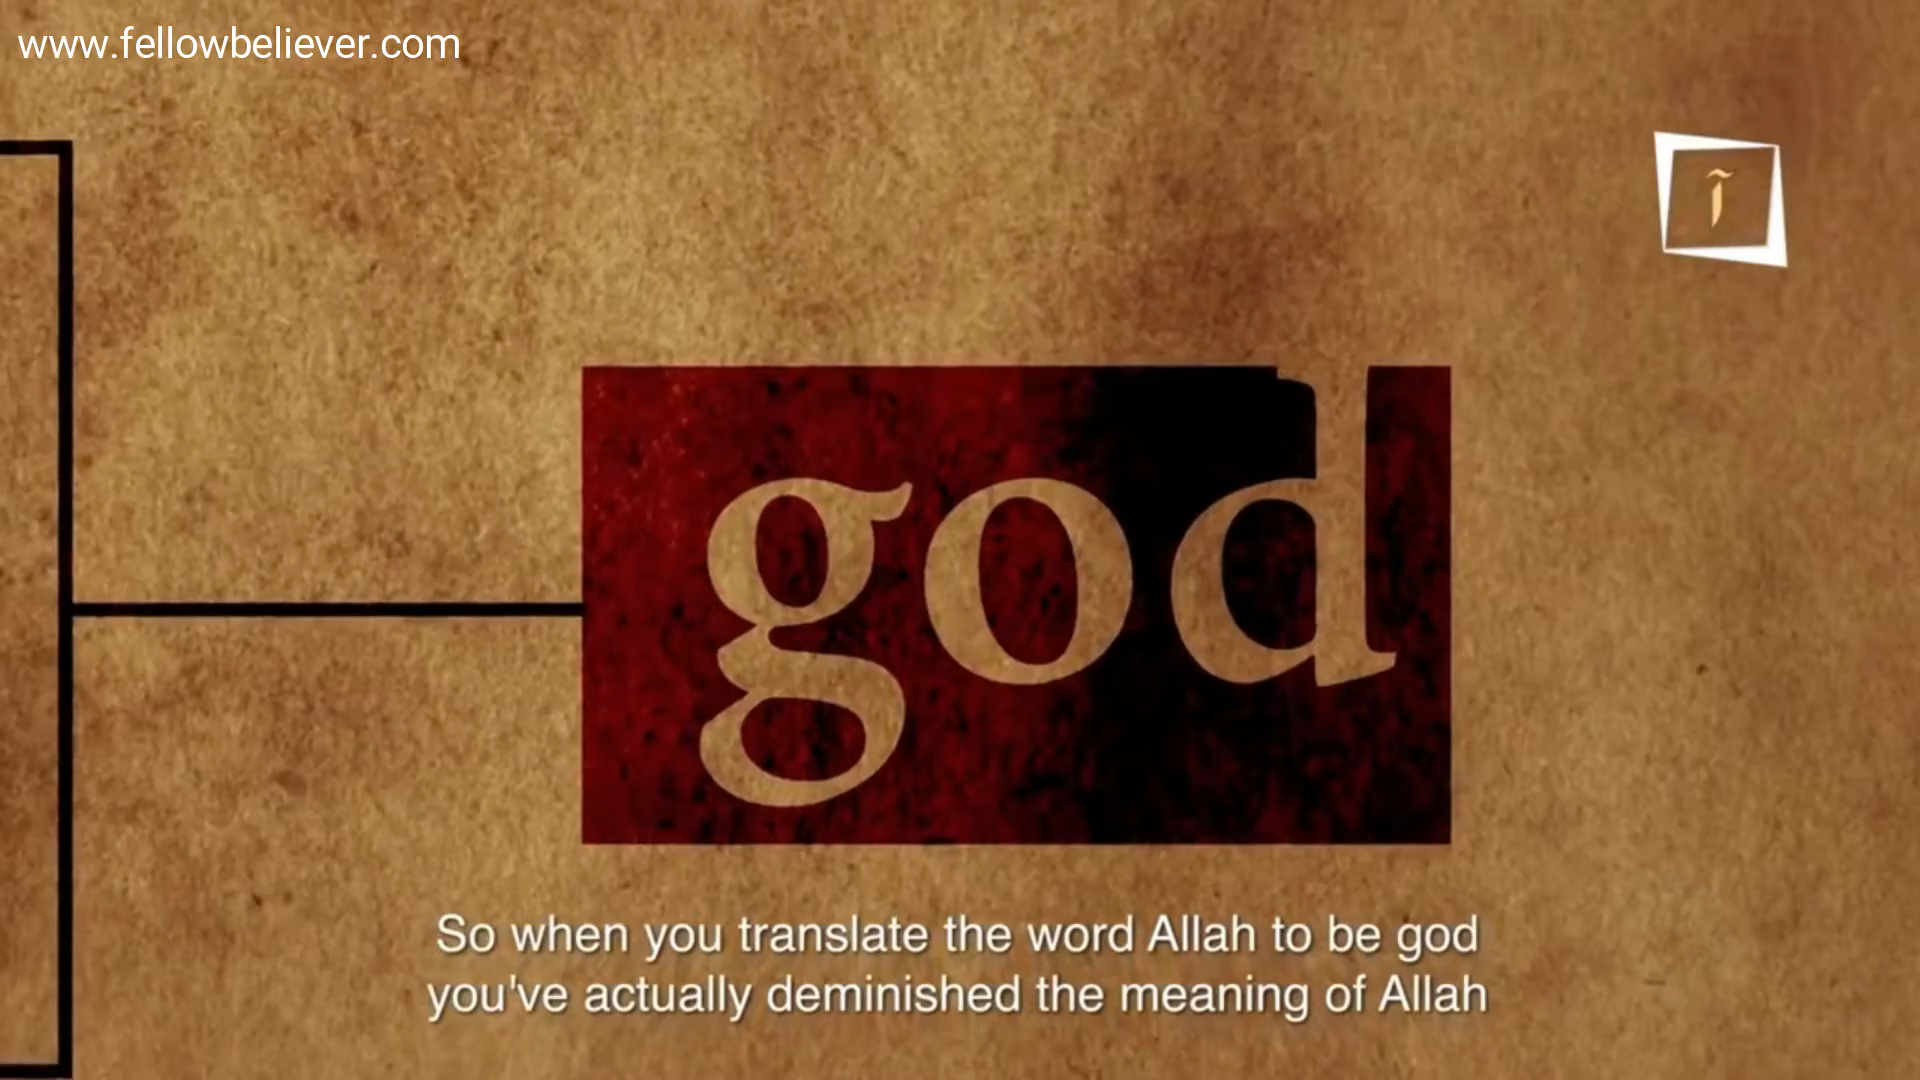 www.fellowbeliever.com
god
So when you translate the word Allah to be god
you've actually deminished the meaning of Allah